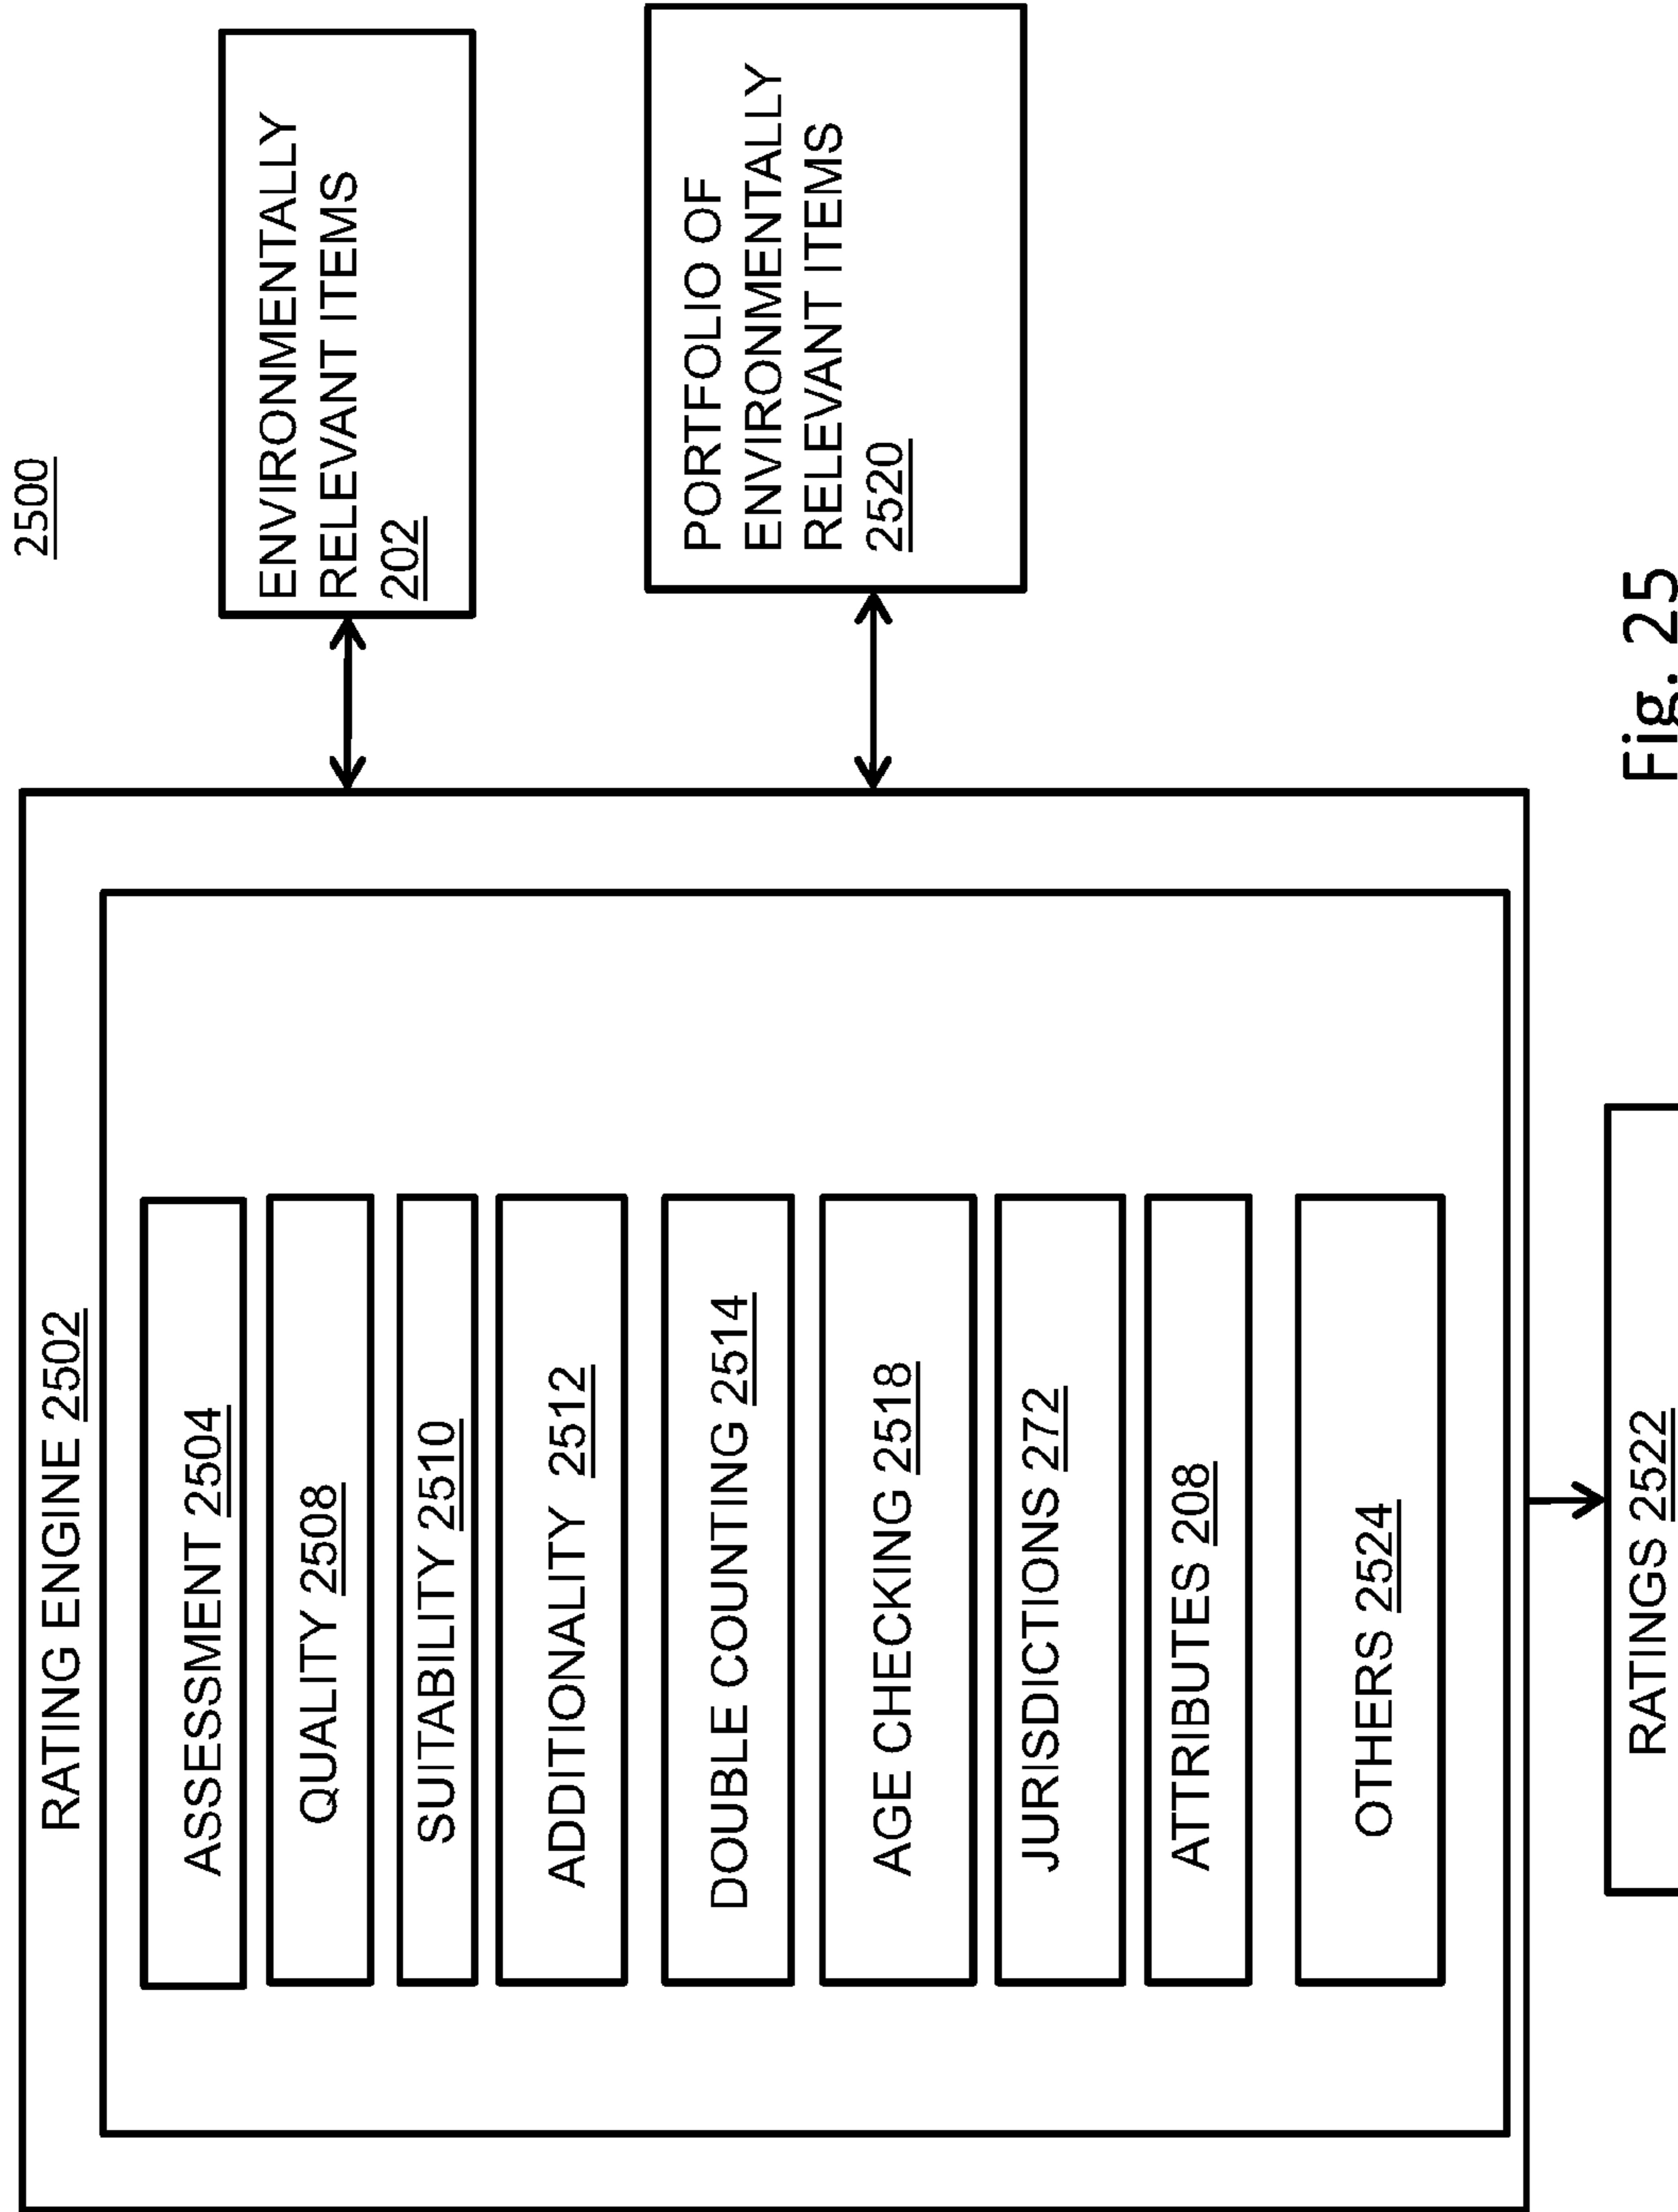 2500
RATING ENGINE 2502
ASSESSMENT 2504
QUALITY 2508
SUITABILITY 2510
ADDITIONALITY 2512
DOUBLE COUNTING 2514
AGE CHECKING 2518
JURISDICTIONS 272
ATTRIBUTES 208
OTHERS 2524
ENVIRONMENTALLY
RELEVANT ITEMS
202
PORTFOLIO OF
ENVIRONMENTALLY
RELEVANT ITEMS
2520
RATINGS 2522
Fig. 25